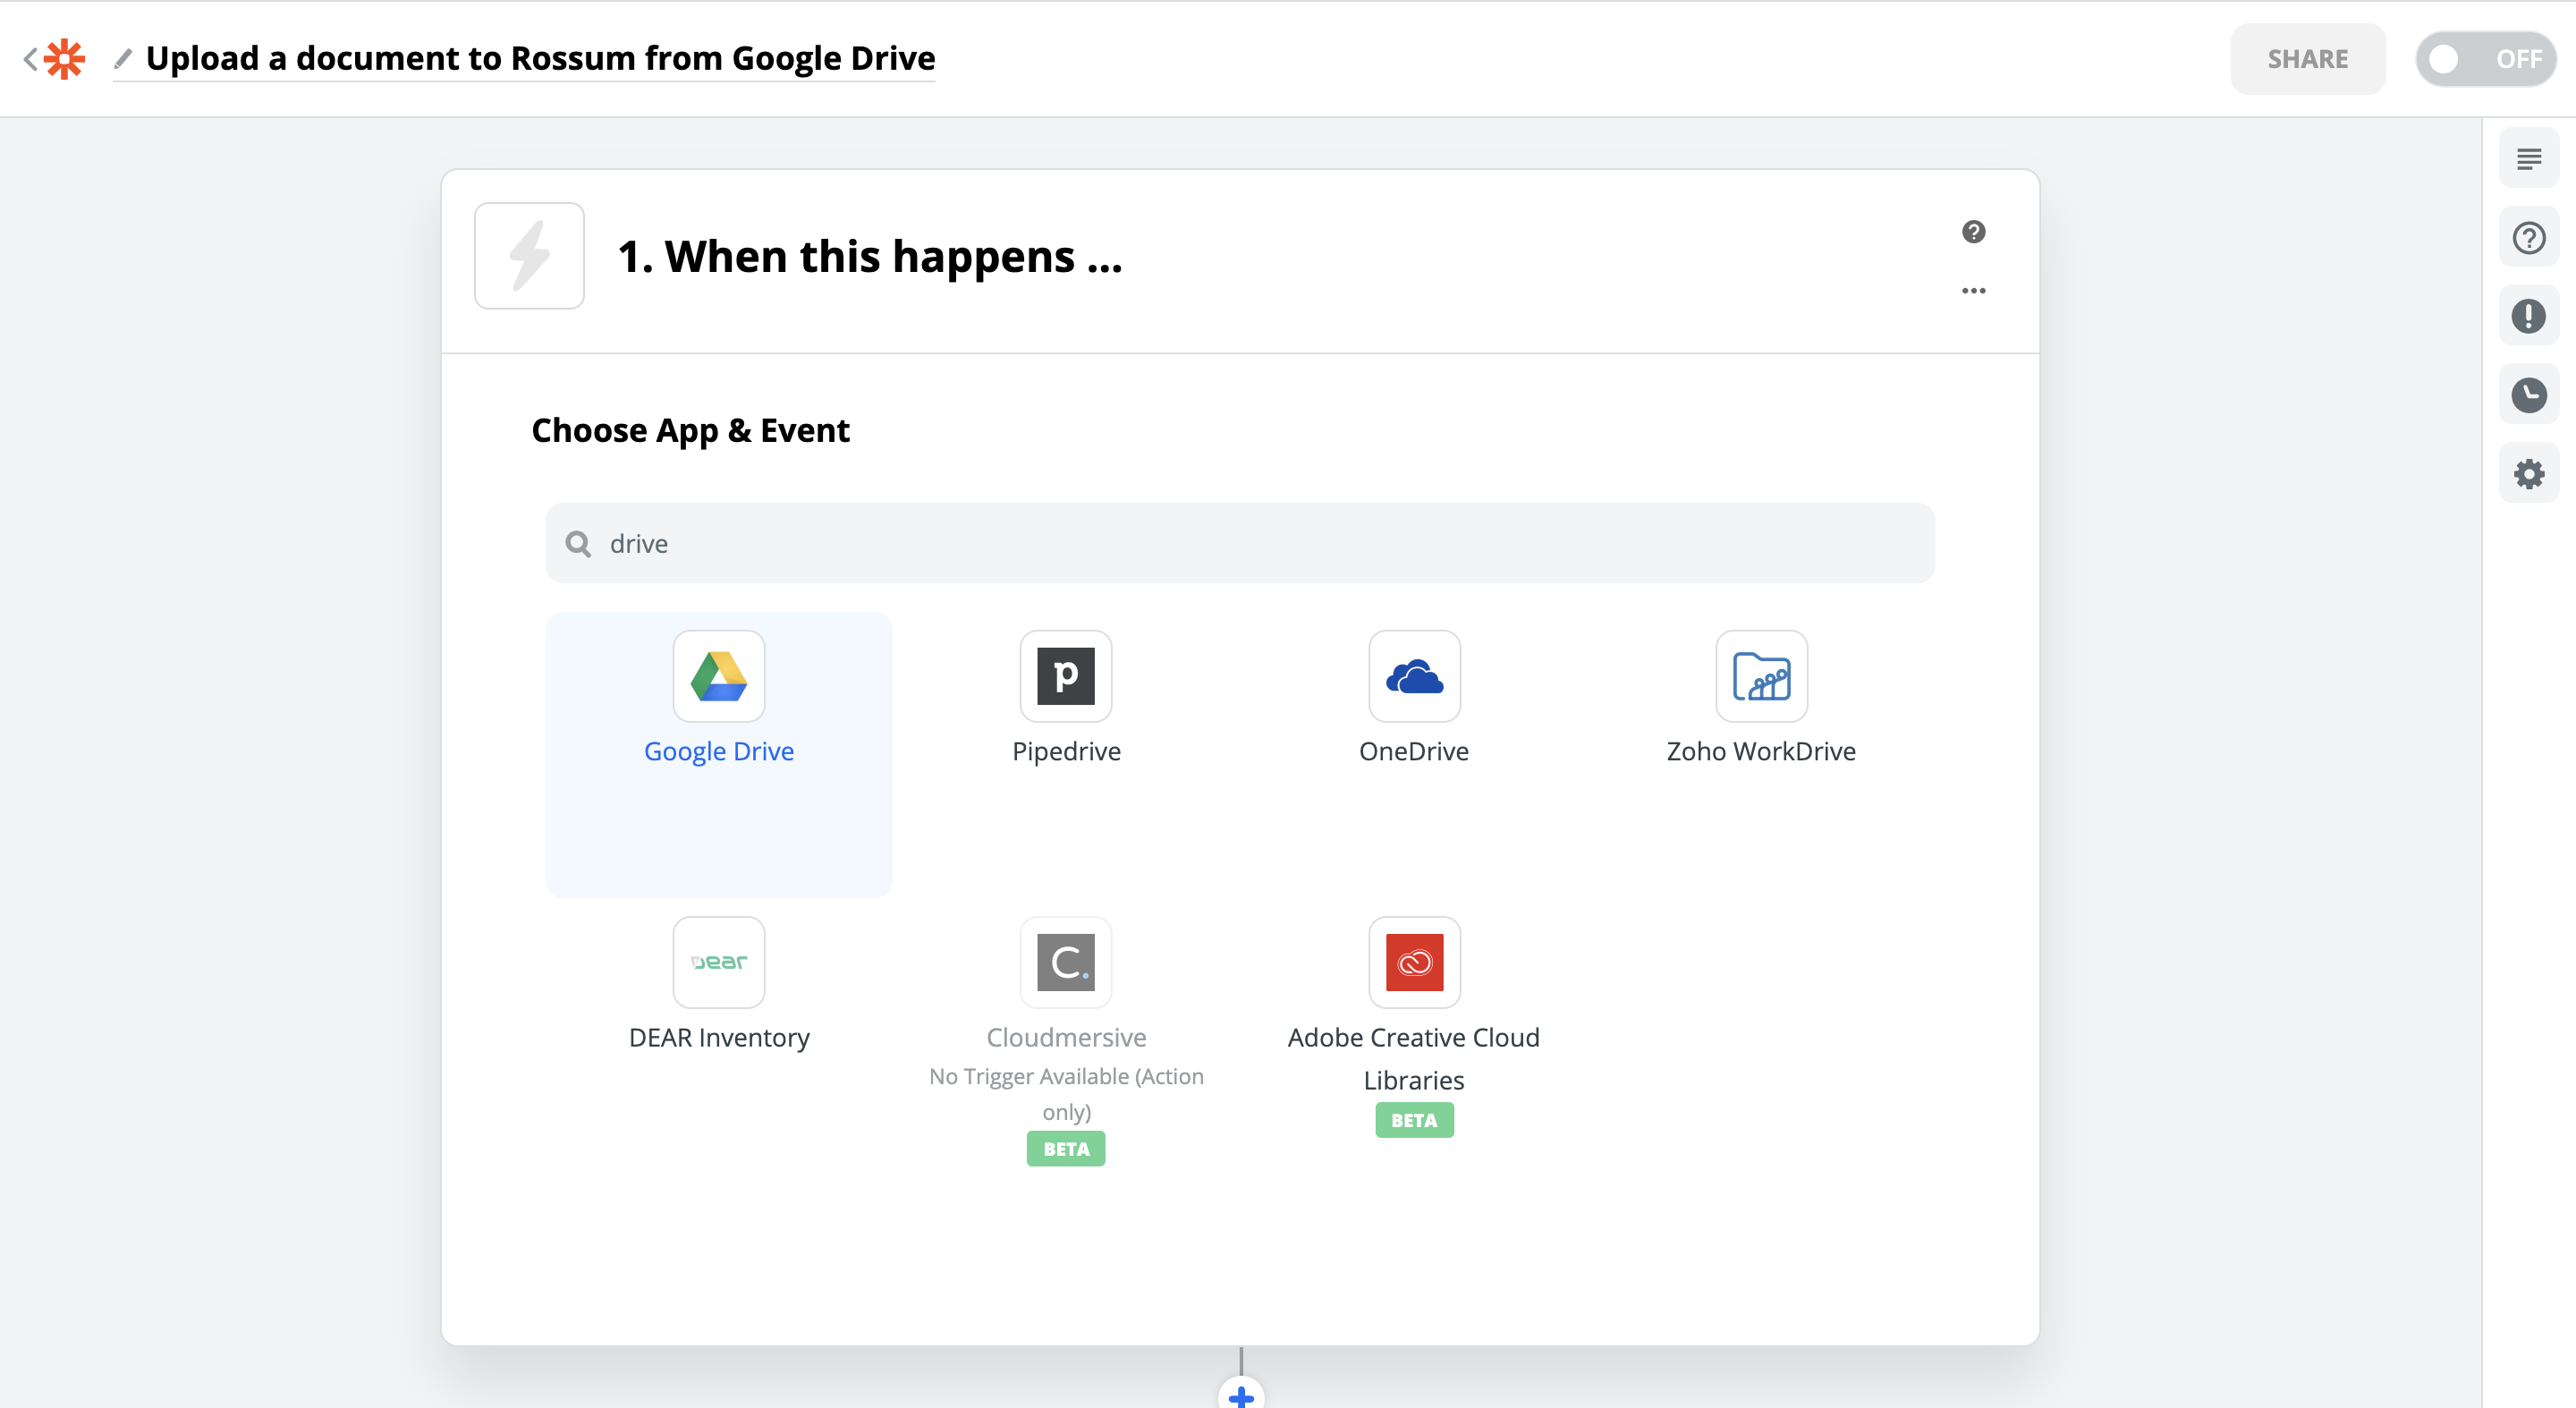 Upload a document to Rossum from Google Drive
SHARE
OFF
1. When this happens ...
Choose App & Event
drive
Google Drive
Pipedrive
OneDrive
Zoho WorkDrive
DEAR Inventory
Cloudmersive
No Trigger Available (Action
only)
BETA
Adobe Creative Cloud
Libraries
BETA